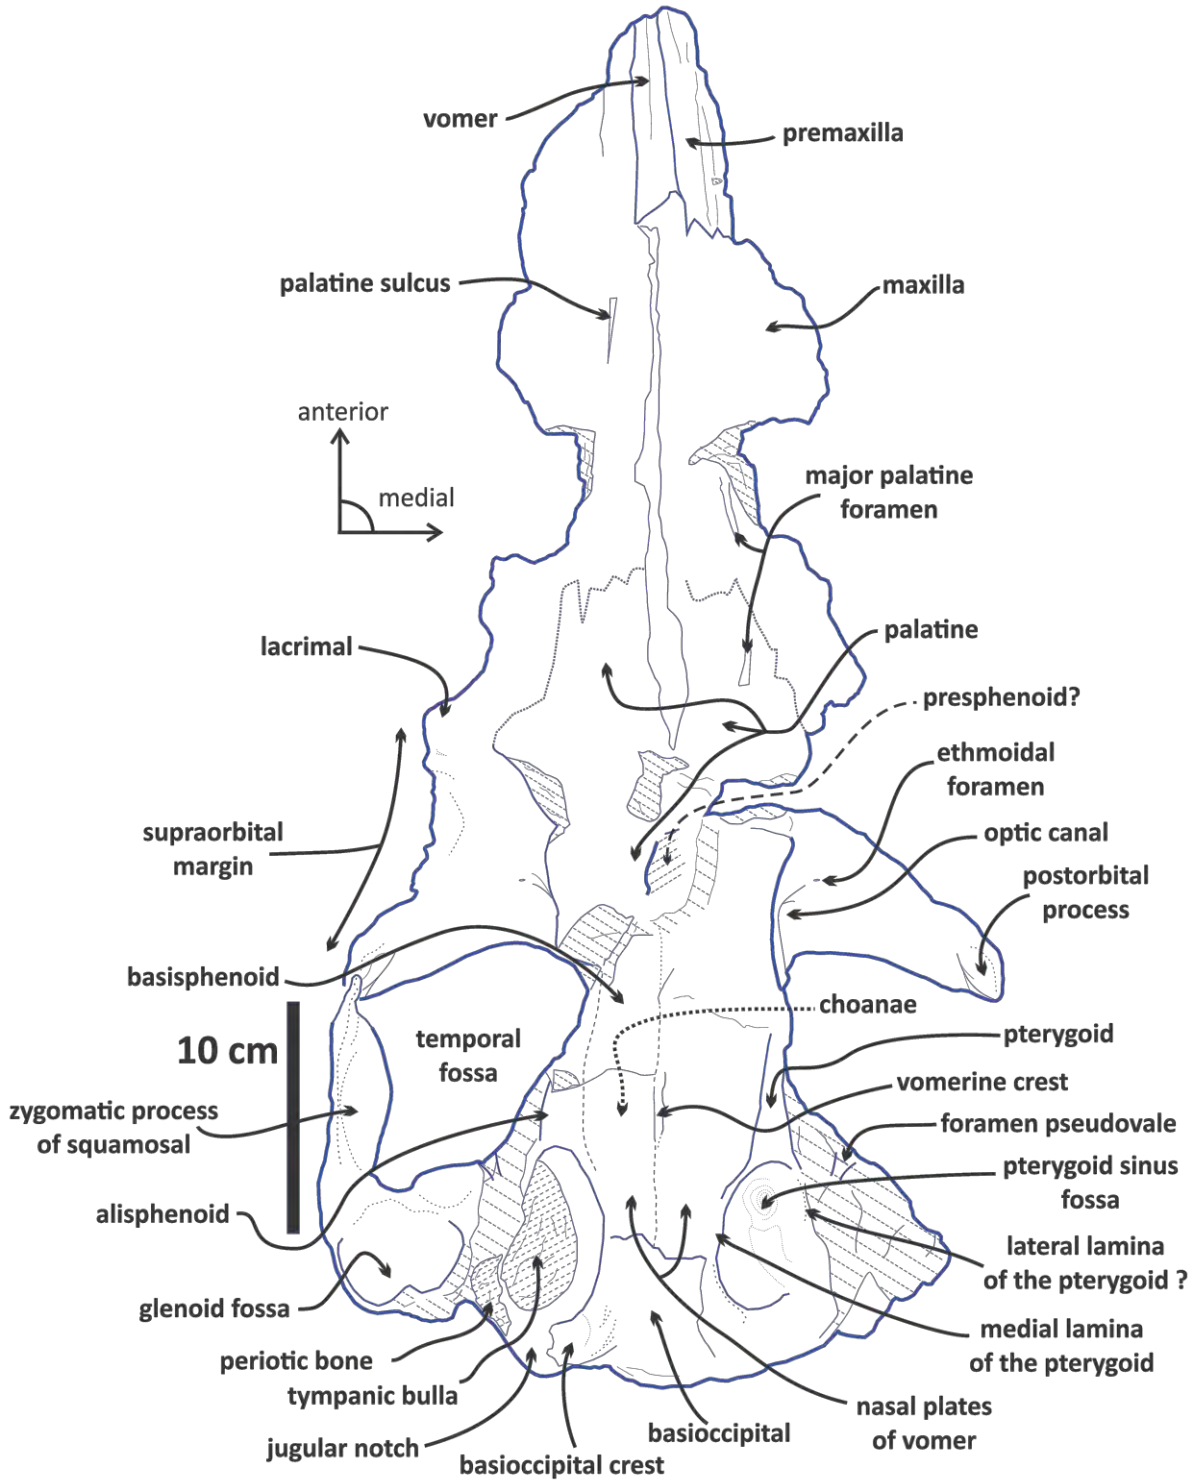 vomer
premaxilla
palatine sulcus
maxilla
anterior
medial
major palatine
foramen
lacrimal
palatine
presphenoid?
ethmoidal
foramen
supraorbital
margin
optic canal
postorbital
process
basisphenoid
choanae
10 cm
temporal
fossa
pterygoid
vomerine crest
zygomatic process
of squamosal
foramen pseudovale
pterygoid sinus
fossa
alisphenoid
lateral lamina
of the pterygoid ?
glenoid fossa
medial lamina
of the pterygoid
periotic bone
tympanic bulla
nasal plates
of vomer
jugular notch
basioccipital
basioccipital crest